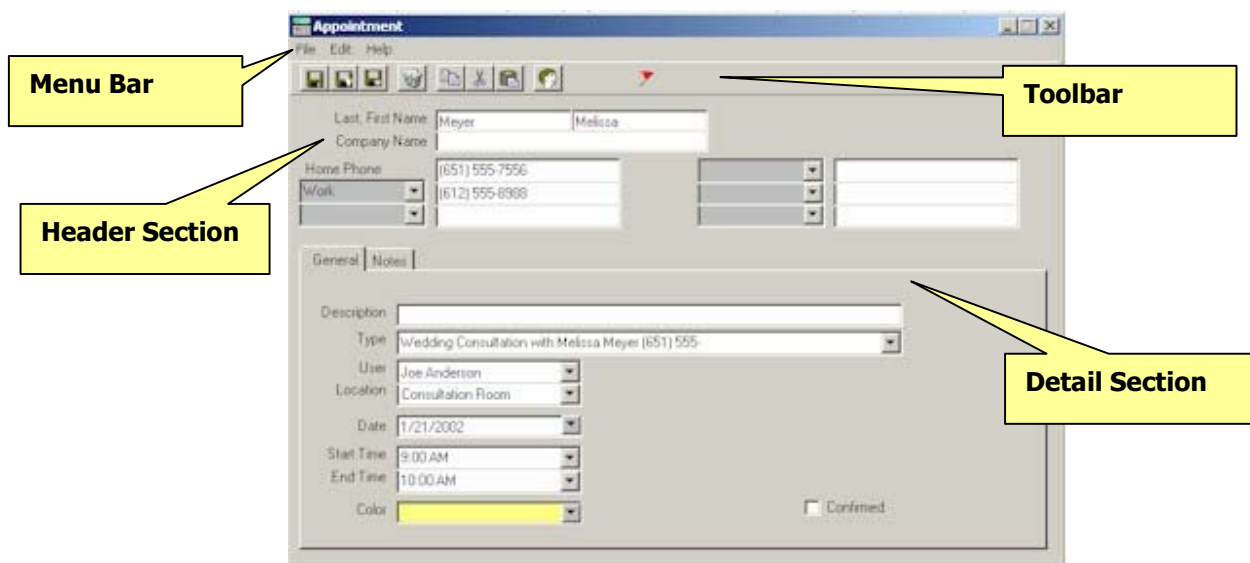 Appointment
File Edit Help
Menu Bar
Toolbar
Last, First Name Meyer Melissa
Company Name
Home Phone (651) 555-7556
Work (612) 555-8988
Header Section
General Notes
Description
Type Wedding Consultation with Melissa Meyer (651) 555-
User Joe Anderson
Location Consultation Room
Detail Section
Date 1/21/2002
Start Time 9:00 AM
End Time 10:00 AM
Color Confirmed